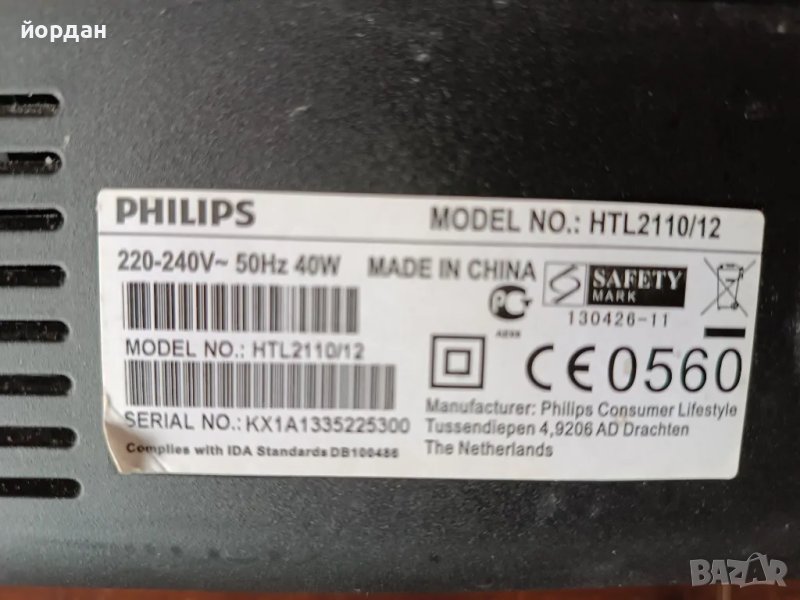 йордан
PHILIPS MODEL NO.: HTL2110/12
220-240V~ 50Hz 40W MADE IN CHINA
SAFETY
MARK
130426-11
MODEL NO.: HTL2110/12
CE0560
SERIAL NO.: KX1A1335225300
Complies with IDA Standards DB100486
Manufacturer: Philips Consumer Lifestyle
Tussendiepen 4,9206 AD Drachten
The Netherlands
BAZAR